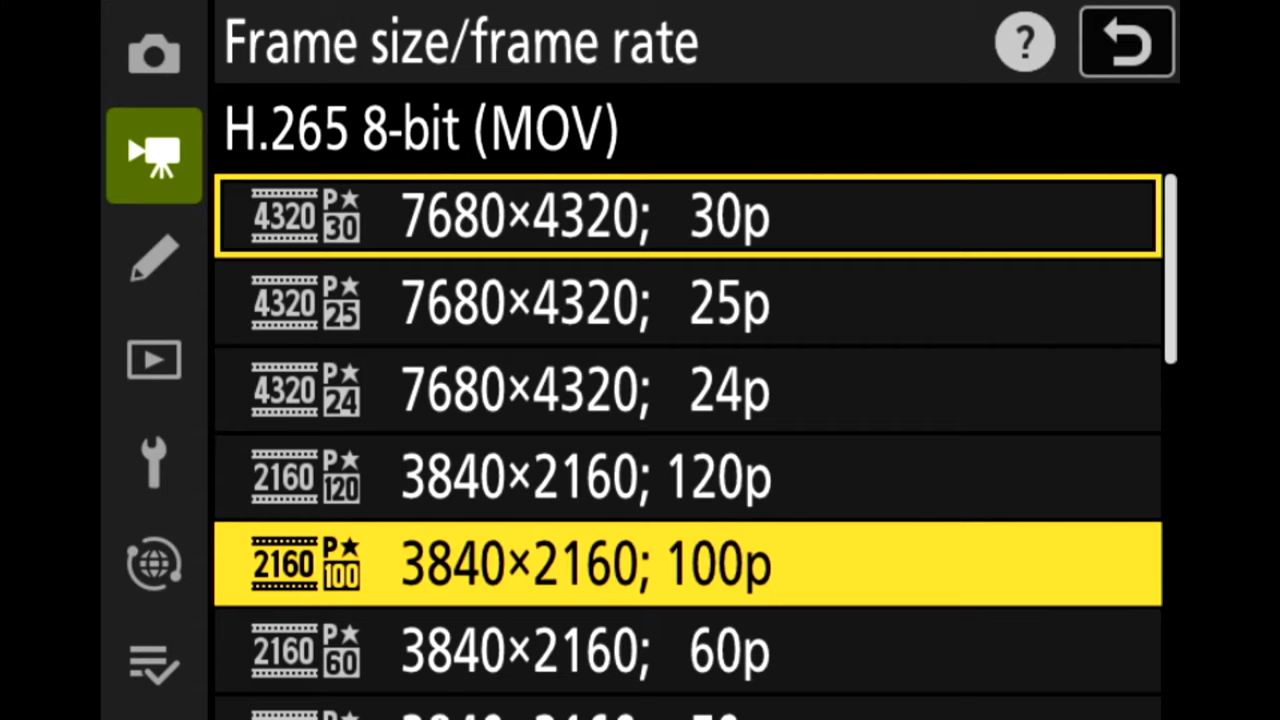 Frame size/frame rate ?
H.265 8-bit (MOV)
4320 P★ 30 7680×4320; 30p
4320 P★ 25 7680×4320; 25p
4320 P★ 24 7680×4320; 24p
2160 P★ 120 3840×2160; 120p
2160 P★ 100 3840×2160; 100p
2160 P★ 60 3840×2160; 60p